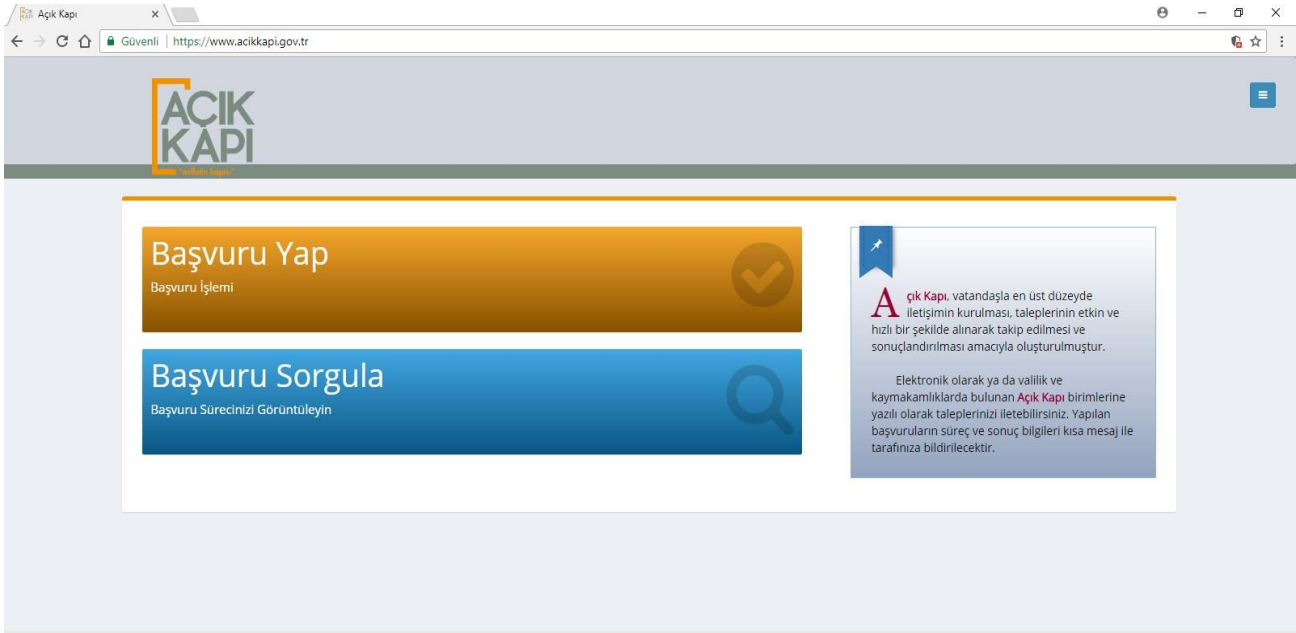 Açık Kapı
Güvenli | https://www.acikkapi.gov.tr
AÇIK
KAPI
"milletin kapısı"
Başvuru Yap
Başvuru İşlemi
Başvuru Sorgula
Başvuru Sürecinizi Görüntüleyin
Açık Kapı, vatandaşla en üst düzeyde
iletişimin kurulması, taleplerinin etkin ve
hızlı bir şekilde alınarak takip edilmesi ve
sonuçlandırılması amacıyla oluşturulmuştur.
Elektronik olarak ya da valilik ve
kaymakamlıklarda bulunan Açık Kapı birimlerine
yazılı olarak taleplerinizi iletebilirsiniz. Yapılan
başvuruların süreç ve sonuç bilgileri kısa mesaj ile
tarafınıza bildirilecektir.